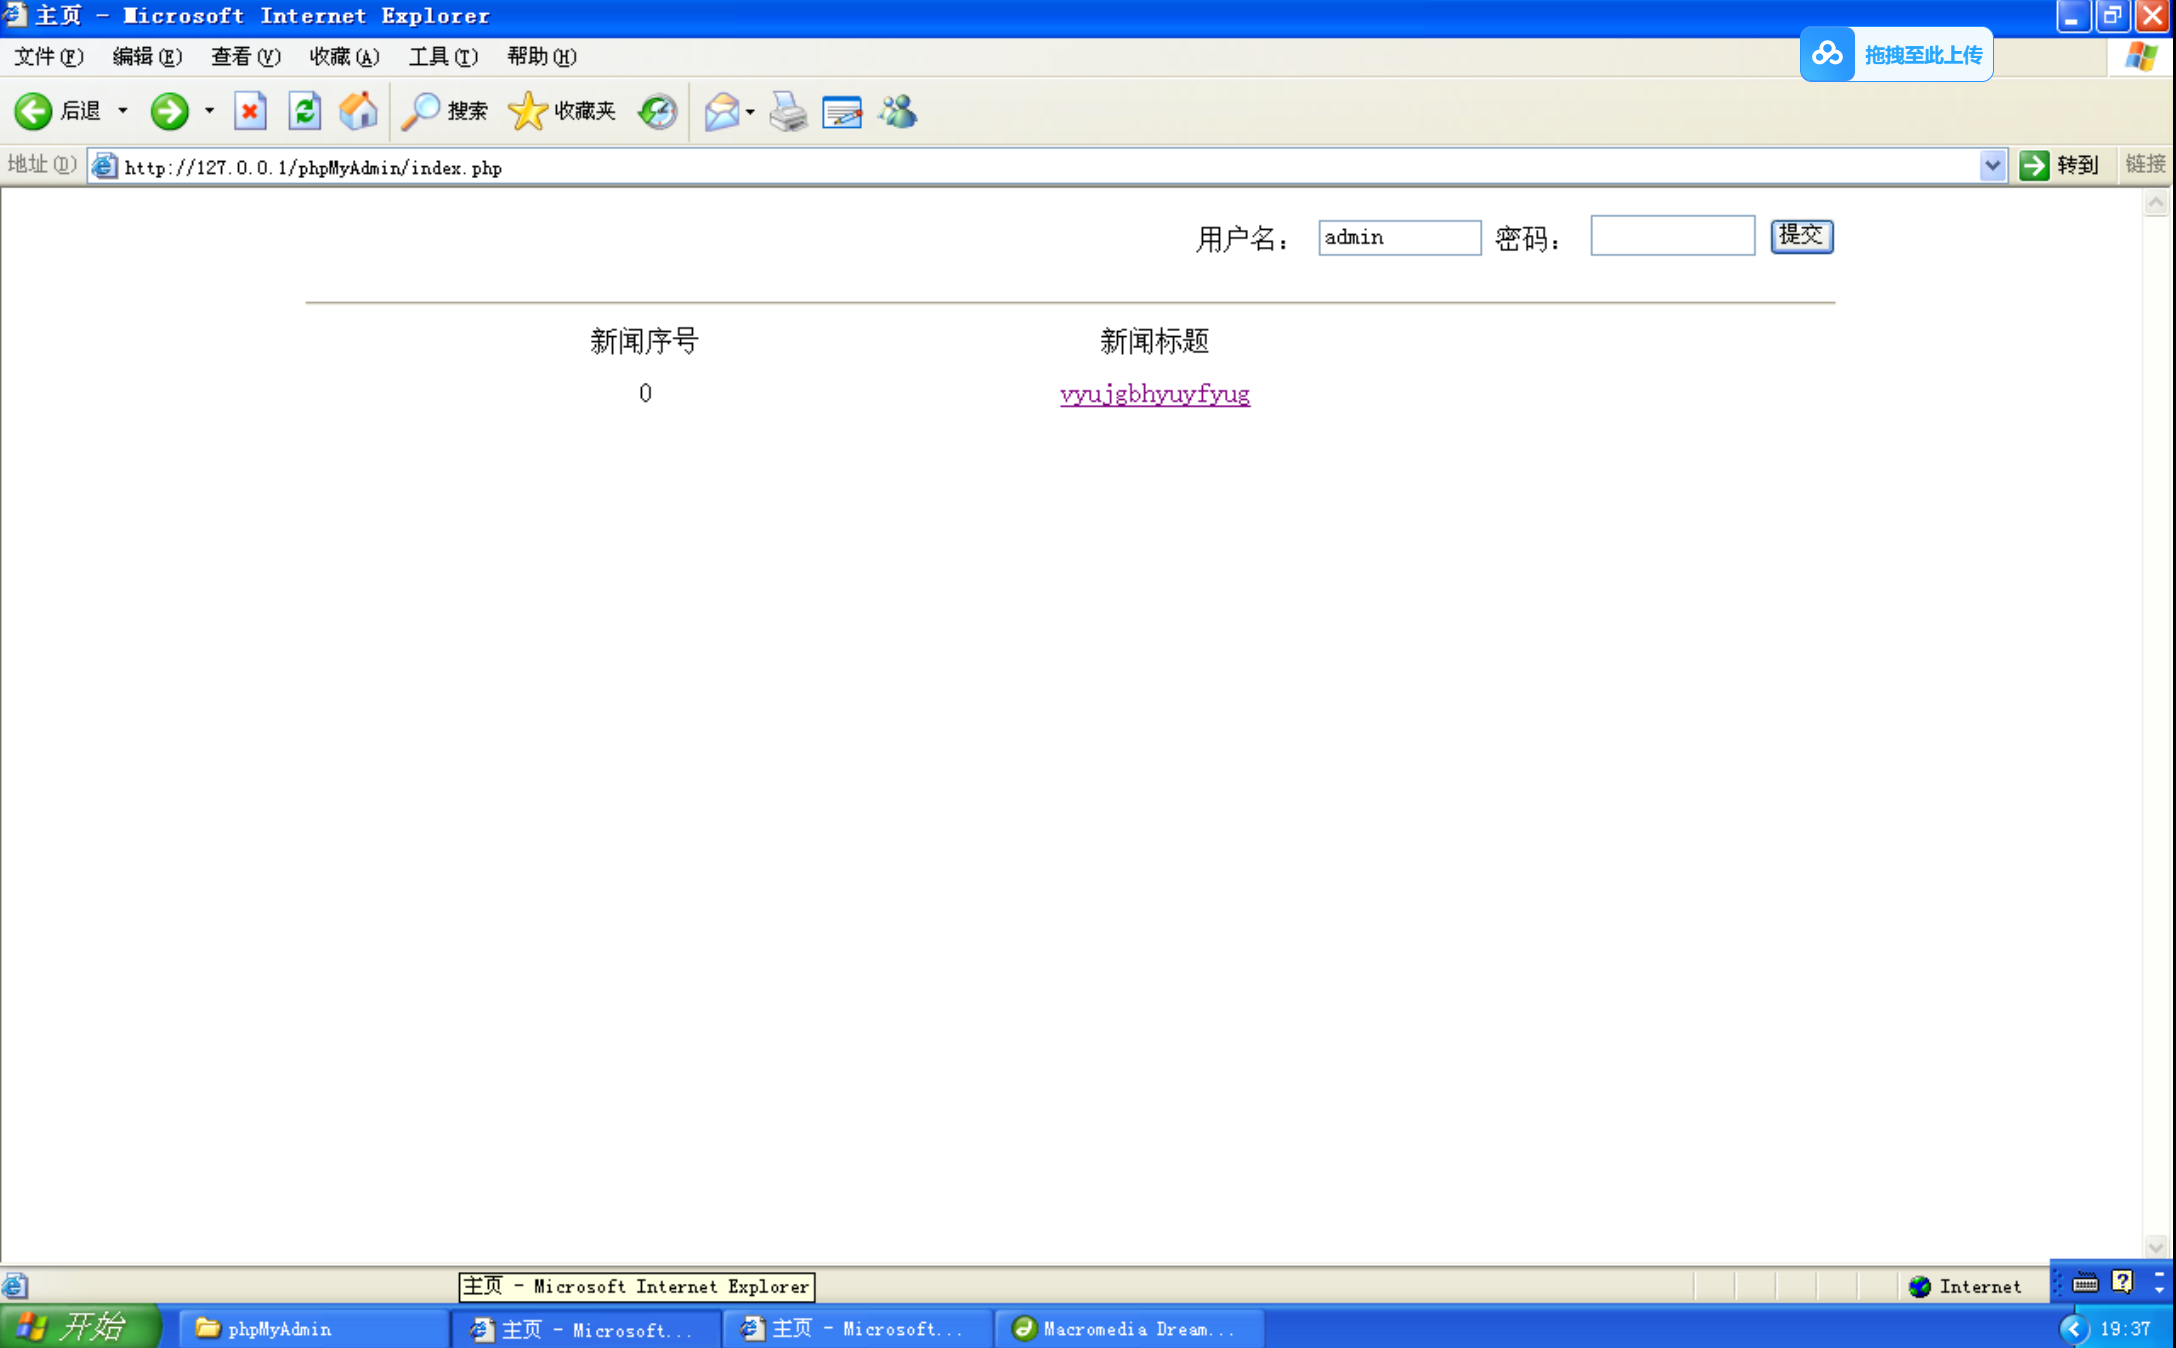 主页 - Microsoft Internet Explorer
文件(F) 编辑(E) 查看(V) 收藏(A) 工具(T) 帮助(H)
拖拽至此上传
后退 搜索 收藏夹
地址(D) http://127.0.0.1/phpMyAdmin/index.php 转到 链接
用户名： admin 密码： 提交
新闻序号 新闻标题
0 vyujgbhyuyfyug
主页 - Microsoft Internet Explorer
Internet
开始 phpMyAdmin 主页 - Microsoft... 主页 - Microsoft... Macromedia Dream... 19:37